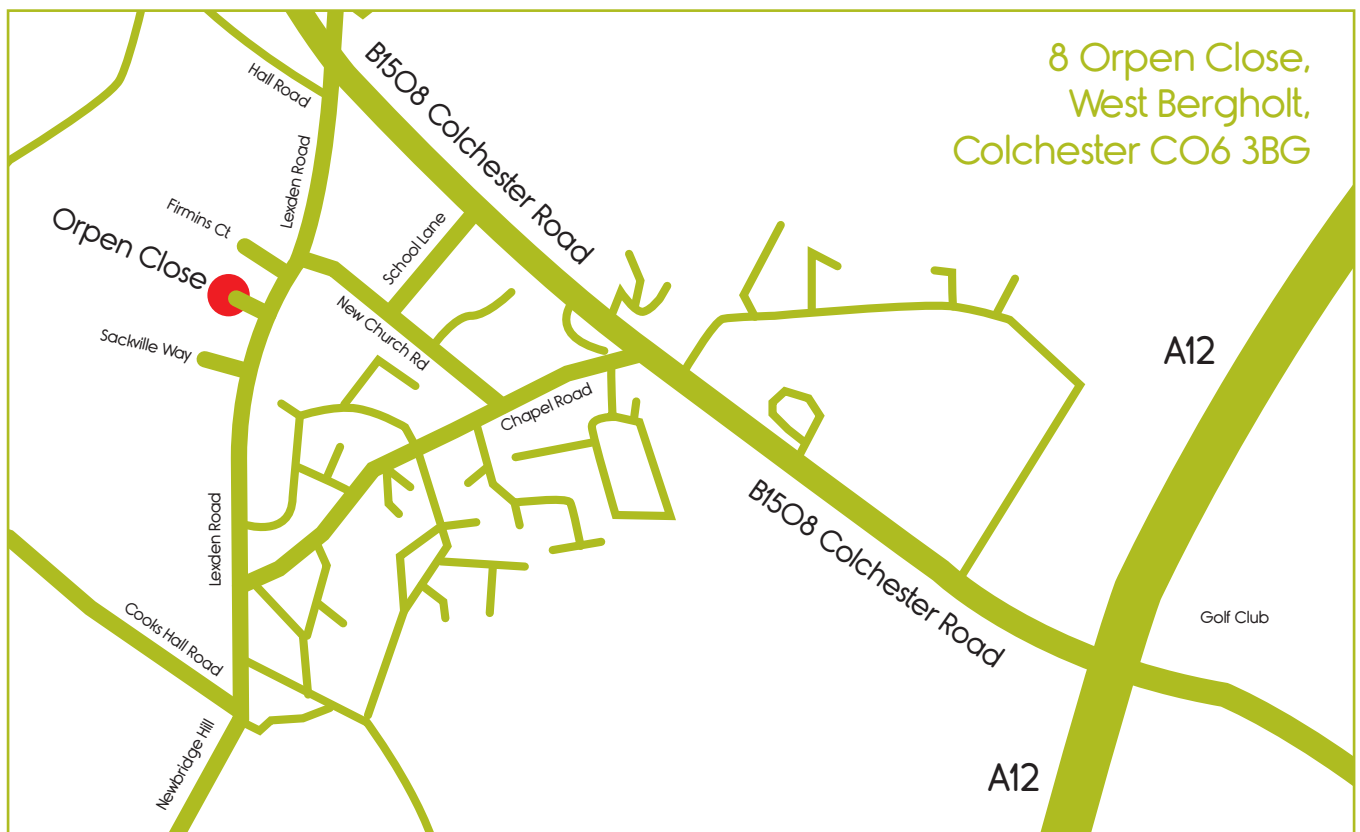 8 Orpen Close,
West Bergholt,
Colchester CO6 3BG
B1508 Colchester Road
Hall Road
Lexden Road
Firmins Ct
Orpen Close
School Lane
New Church Rd
Sackville Way
A12
Chapel Road
B1508 Colchester Road
Lexden Road
Cooks Hall Road
Golf Club
Newbridge Hill
A12